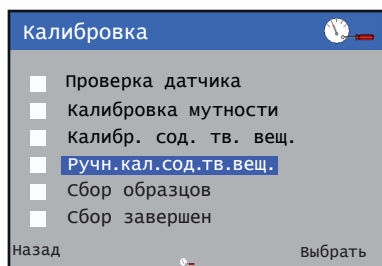 Калибровка
Проверка датчика
Калибровка мутности
Калибр. сод. тв. вещ.
Ручн.кал.сод.тв.вещ.
Сбор образцов
Сбор завершен
Назад Выбрать